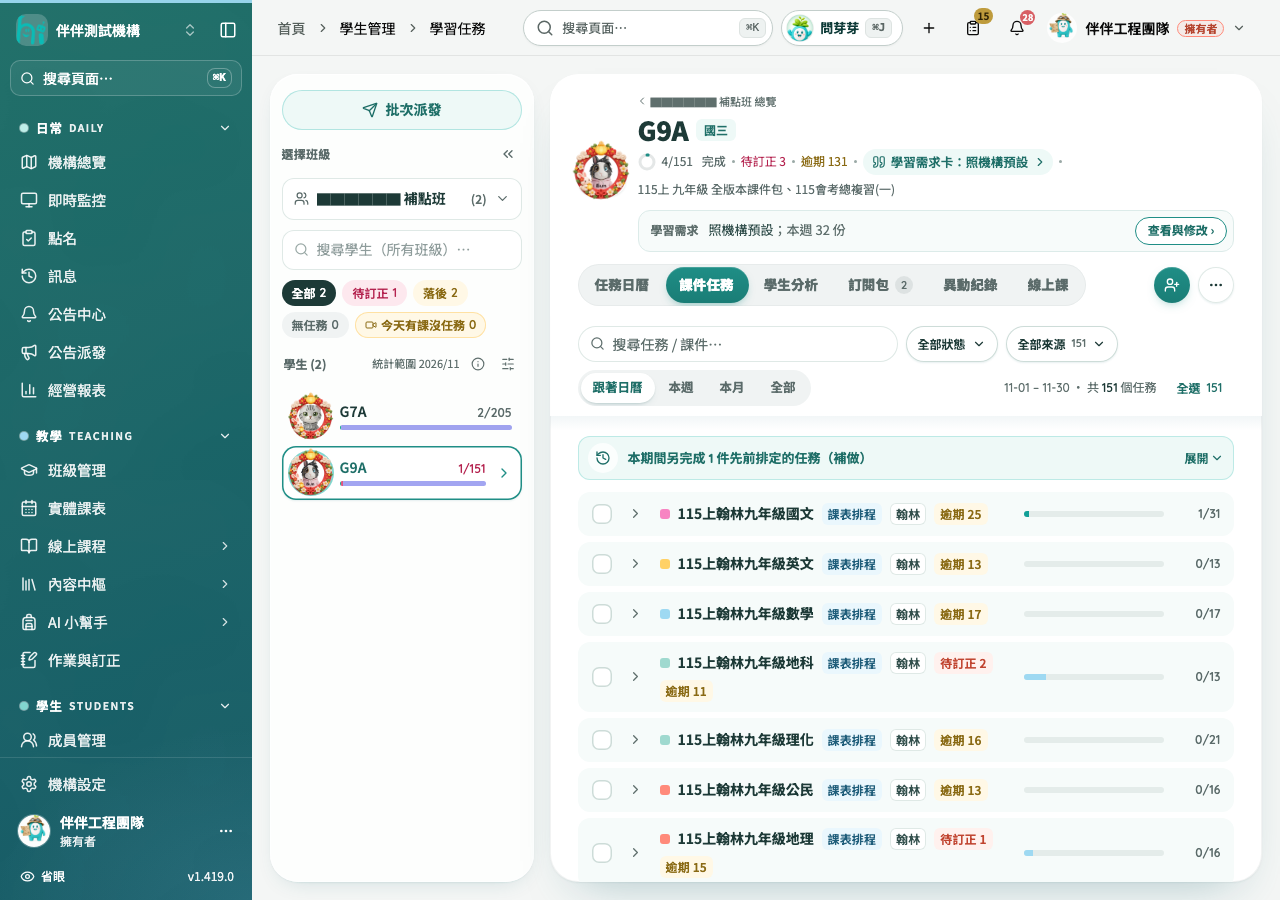 伴伴測試機構
搜尋頁面⋯ ⌘K
日常 DAILY
機構總覽
即時監控
點名
訊息
公告中心
公告派發
經營報表
教學 TEACHING
班級管理
實體課表
線上課程
內容中樞
AI 小幫手
作業與訂正
學生 STUDENTS
成員管理
機構設定
伴伴工程團隊
擁有者
省眼 v1.419.0
首頁 學生管理 學習任務
搜尋頁面⋯ ⌘K
問芽芽 ⌘J
15
28
伴伴工程團隊 擁有者
批次派發
選擇班級
補點班 (2)
搜尋學生（所有班級）⋯
全部 2 待訂正 1 落後 2
無任務 0 今天有課沒任務 0
學生 (2) 統計範圍 2026/11
G7A 2/205
G9A 1/151
補點班 總覽
G9A 國三
4/151 完成 • 待訂正 3 • 逾期 131 • 學習需求卡：照機構預設 •
115上 九年級 全版本課件包、115會考總複習(一)
學習需求 照機構預設；本週 32 份 查看與修改 ›
任務日曆 課件任務 學生分析 訂閱包 2 異動紀錄 線上課
搜尋任務 / 課件⋯ 全部狀態 全部來源 151
跟著日曆 本週 本月 全部 11-01 – 11-30 • 共 151 個任務 全選 151
本期間另完成 1 件先前排定的任務（補做） 展開
115上翰林九年級國文 課表排程 翰林 逾期 25 1/31
115上翰林九年級英文 課表排程 翰林 逾期 13 0/13
115上翰林九年級數學 課表排程 翰林 逾期 17 0/17
115上翰林九年級地科 課表排程 翰林 待訂正 2 0/13
逾期 11
115上翰林九年級理化 課表排程 翰林 逾期 16 0/21
115上翰林九年級公民 課表排程 翰林 逾期 13 0/16
115上翰林九年級地理 課表排程 翰林 待訂正 1 0/16
逾期 15